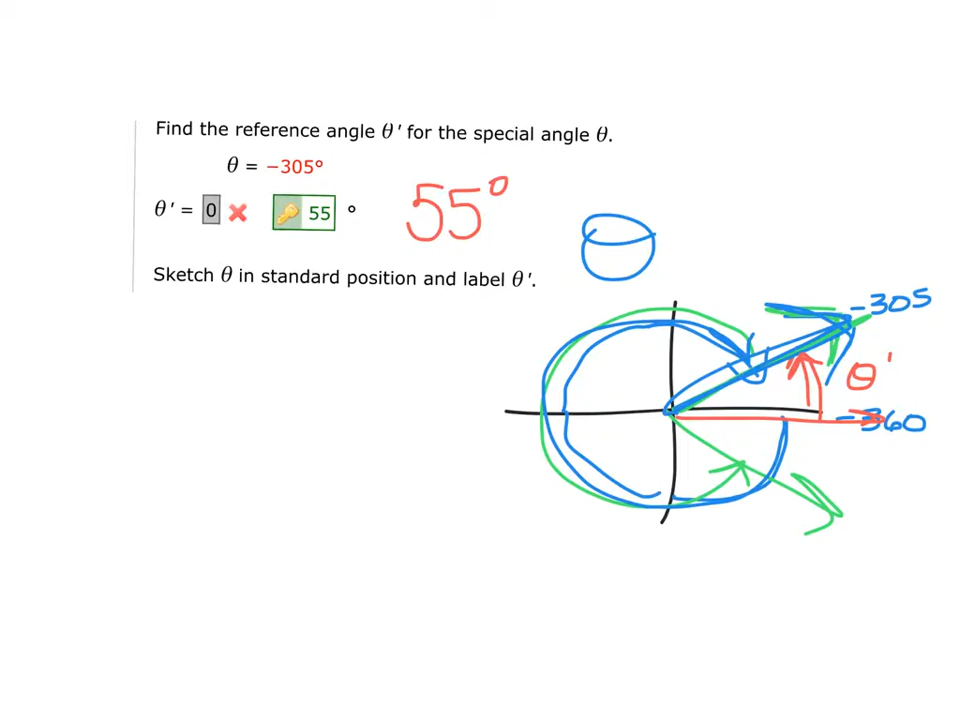 Find the reference angle θ' for the special angle θ.
θ = −305°
θ' = 0 ✖ 55 °
55°
Sketch θ in standard position and label θ'.
θ
-305
θ'
-360